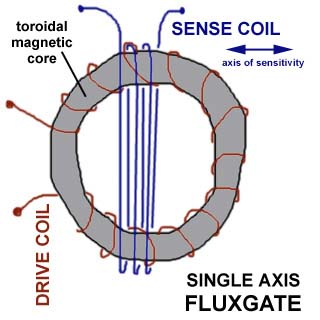 toroidal
magnetic
core
SENSE COIL
axis of sensitivity
DRIVE COIL
SINGLE AXIS
FLUXGATE